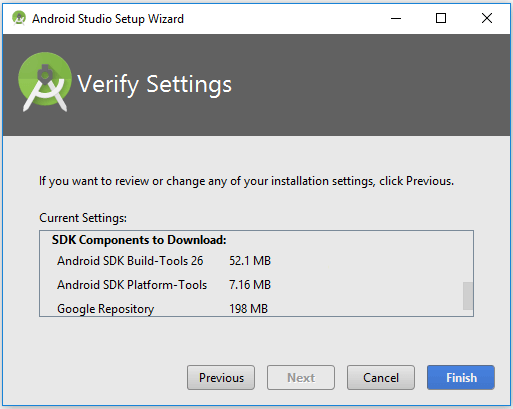 Android Studio Setup Wizard
Verify Settings
If you want to review or change any of your installation settings, click Previous.
Current Settings:
SDK Components to Download:
Android SDK Build-Tools 26 52.1 MB
Android SDK Platform-Tools 7.16 MB
Google Repository 198 MB
Previous Next Cancel Finish